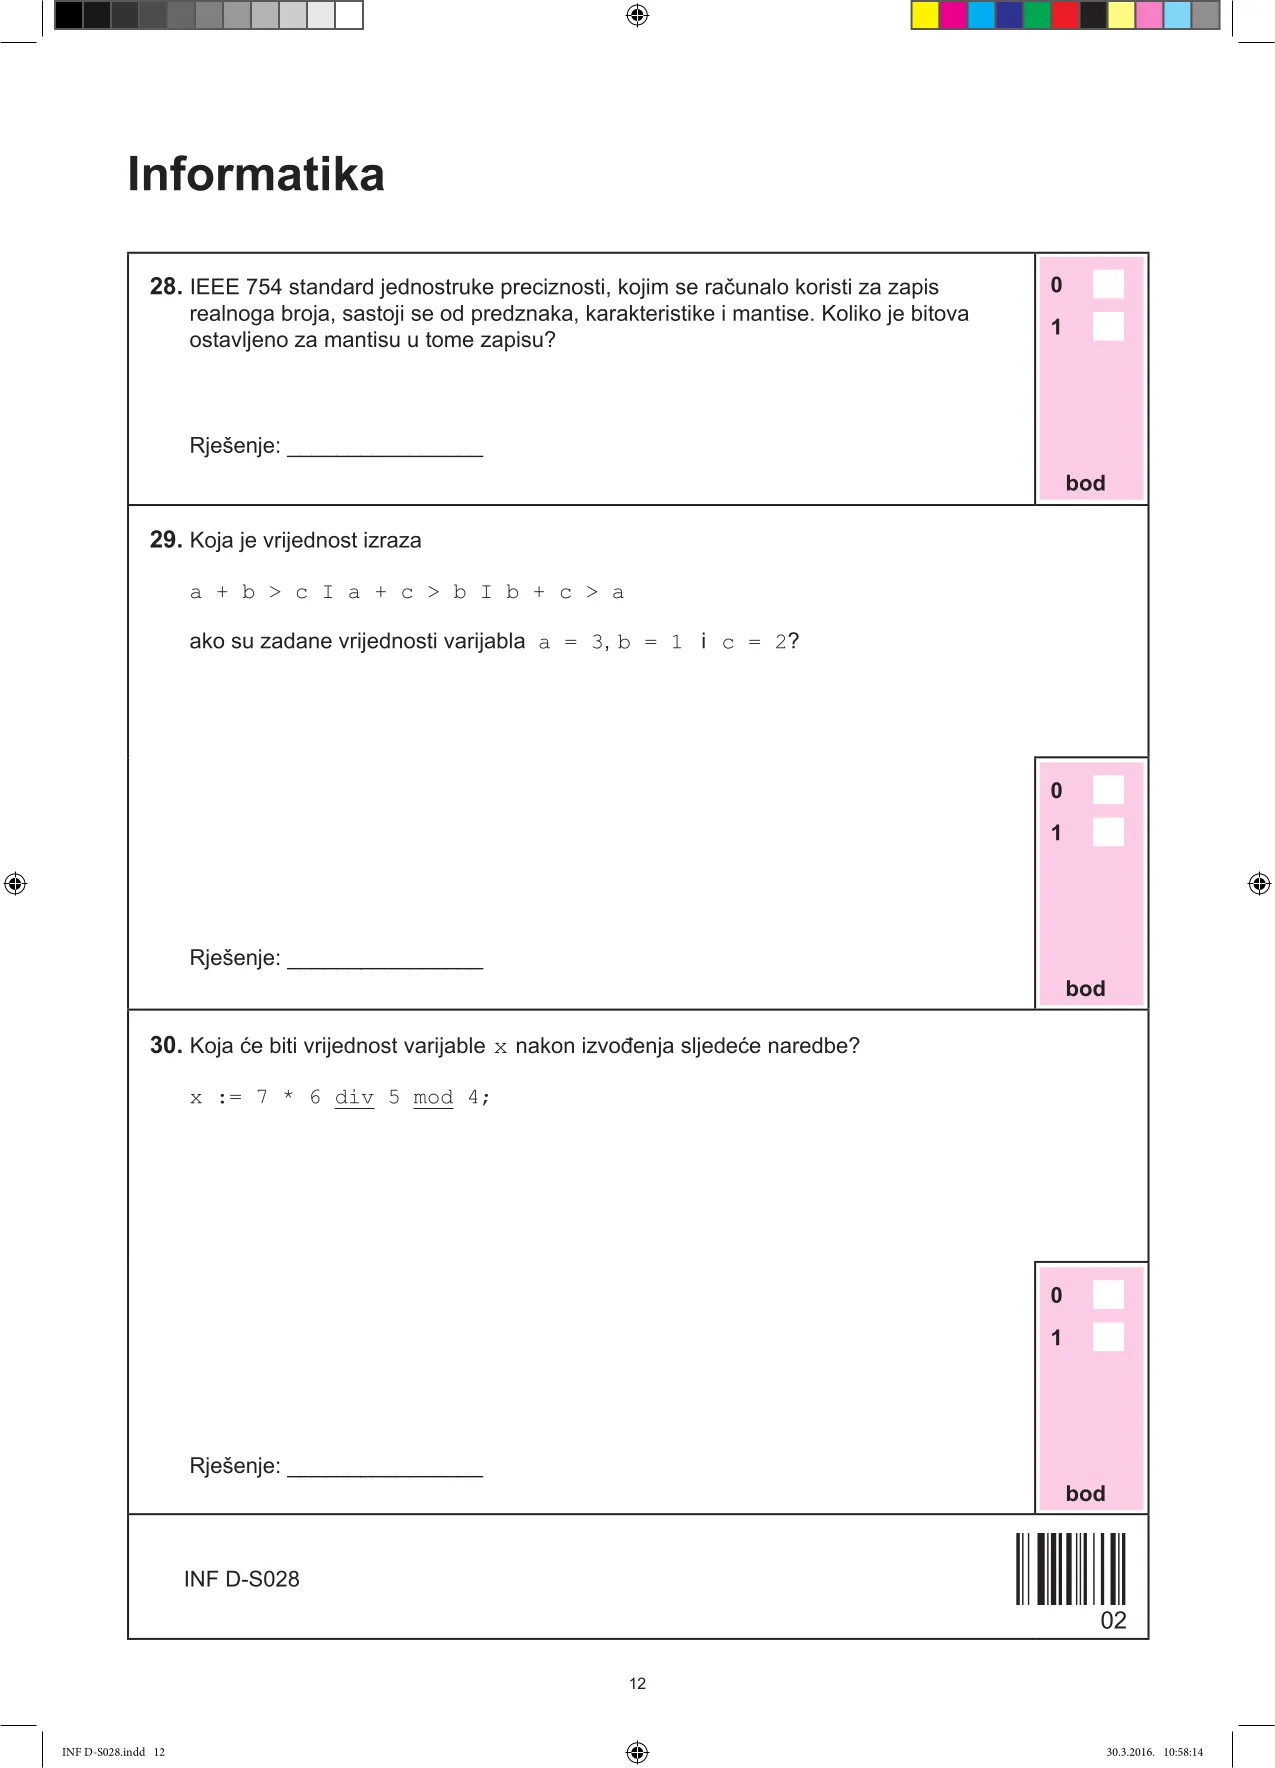 Informatika
28. IEEE 754 standard jednostruke preciznosti, kojim se računalo koristi za zapis
realnoga broja, sastoji se od predznaka, karakteristike i mantise. Koliko je bitova
ostavljeno za mantisu u tome zapisu?
Rješenje: ________________
0
1
bod
29. Koja je vrijednost izraza
a + b > c I a + c > b I b + c > a
ako su zadane vrijednosti varijabla a = 3, b = 1 i c = 2?
Rješenje: ________________
0
1
bod
30. Koja će biti vrijednost varijable x nakon izvođenja sljedeće naredbe?
x := 7 * 6 div 5 mod 4;
Rješenje: ________________
0
1
bod
INF D-S028
02
12
INF D-S028.indd 12
30.3.2016. 10:58:14